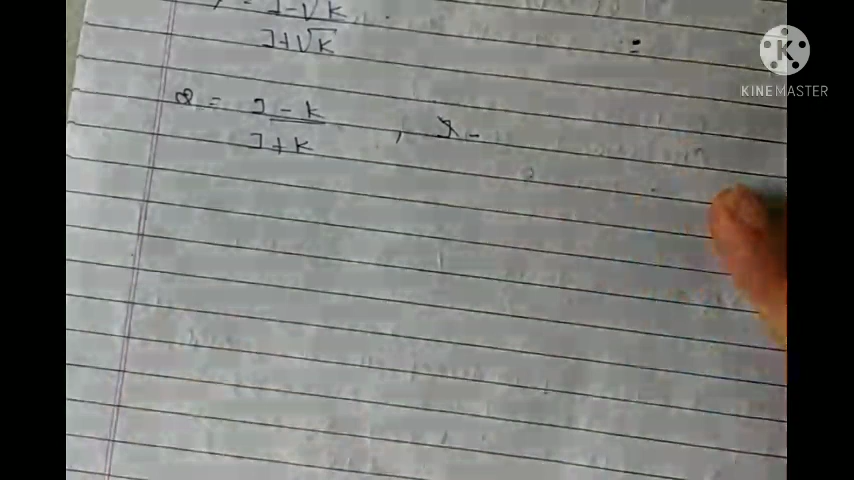 1-√K
1+√K
Q = 1-K
1+K , λ -
K
KINEMASTER